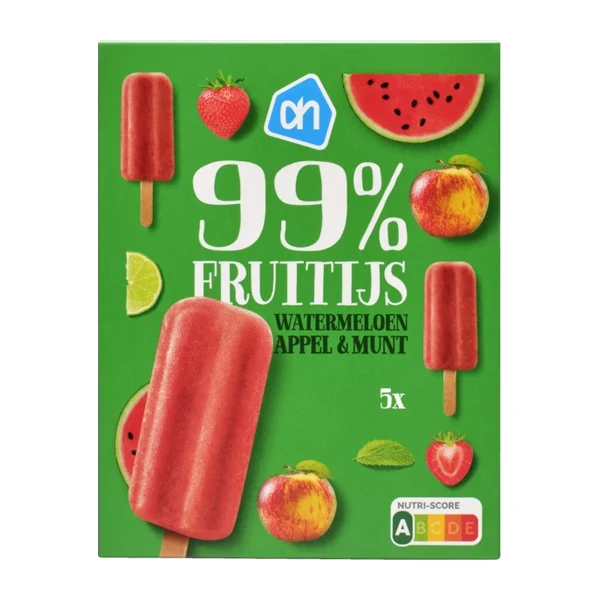 ah
99%
FRUITIJS
WATERMELOEN
APPEL & MUNT
5x
NUTRI-SCORE
A B C D E